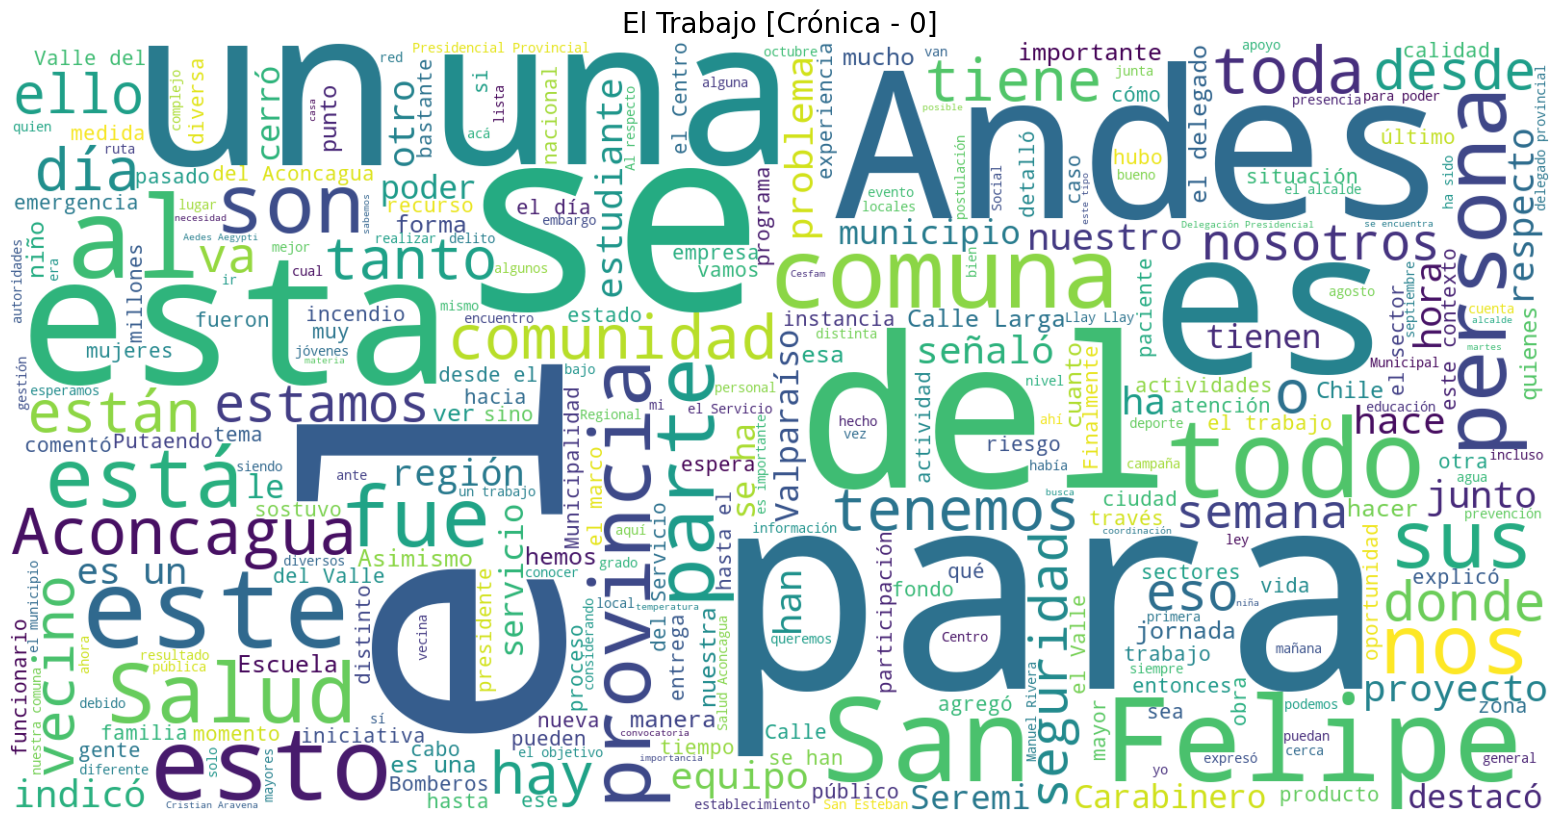 El Trabajo [Crónica - 0]
Valle del
ello
quien
medida
ruta
complejo
diversa
cerró
un
casa
punto
red
otro
bastante
Presidencial Provincial
una
acá
si
lista
nacional
Al respecto
octubre
el Centro
alguna
problema
experiencia
mucho
van
Andes
posible
importante
tiene
junta
cómo
apoyo
toda
presencia
para poder
calidad
desde
delegado provincial
día
pasado
del Aconcagua
emergencia
lugar
necesidad
son
sabemos
poder
recurso
forma
se
el día
embargo
estudiante
empresa
vamos
programa
evento
locales
postulación
Social
detalló
caso
este tipo
hubo
bueno
el delegado
situación
el alcalde
último
ha sido
persona
respecto
autoridades
niño
era
al
va
Aedes Aegypti
mejor
ir
cual
realizar
delito
tanto
algunos
municipio
nuestro
Delegación Presidencial
se encuentra
nosotros
Cesfam
comuna
bien
es
agosto
hora
millones
esta
fueron
incendio
muy
mismo
encuentro
estado
instancia
distinta
Calle Larga
Llay Llay
paciente
tienen
el sector
septiembre
este contexto
cuenta
alcalde
martes
quienes
mujeres
jóvenes
materia
comunidad
esa
señaló
del
nivel
cuanto
Municipal
gestión
esperamos
están
estamos
desde el
hacia
bajo
personal
Valparaíso
ha
actividades
atención
o
Chile
educación
hace
comentó
Putaendo
tema
ver
sino
Regional
mi
el Servicio
hecho
vez
actividad
riesgo
ahí
había
Finalmente
deporte
campaña
el trabajo
todo
incluso
está
siendo
le
ante
región
un trabajo
Municipalidad
provincia
parte
espera
es importante
se ha
otra
agua
sostuvo
El
fue
servicio
el marco
aquí
hasta el
información
tenemos
busca
ciudad
través
semana
hacer
junto
prevención
Aconcagua
diversos
Asimismo
hemos
conocer
grado
coordinación
ley
sus
el municipio
es un
del Valle
para
han
queremos
participación
fondo
qué
Centro
sectores
primera
eso
vida
niña
oportunidad
explicó
donde
vecino
este
distinto
vecina
presidente
proceso
considerando
local
temperatura
del servicio
nuestra
Salud Aconcagua
entrega
seguridad
el Valle
jornada
trabajo
siempre
mañana
nos
funcionario
ahora
resultado
pública
Escuela
entonces
proyecto
nuestra comuna
debido
Salud
familia
momento
sí
iniciativa
nueva
pueden
manera
convocatoria
Calle
San Felipe
agregó
Manuel Rivera
mayor
sea
obra
podemos
puedan
zona
gente
diferente
esto
solo
mayores
cabo
es una
el objetivo
importancia
tiempo
se han
expresó
cerca
yo
general
indicó
Cristian Aravena
Bomberos
hasta
hay
ese
equipo
establecimiento
público
San Esteban
Seremi
Carabinero
producto
destacó